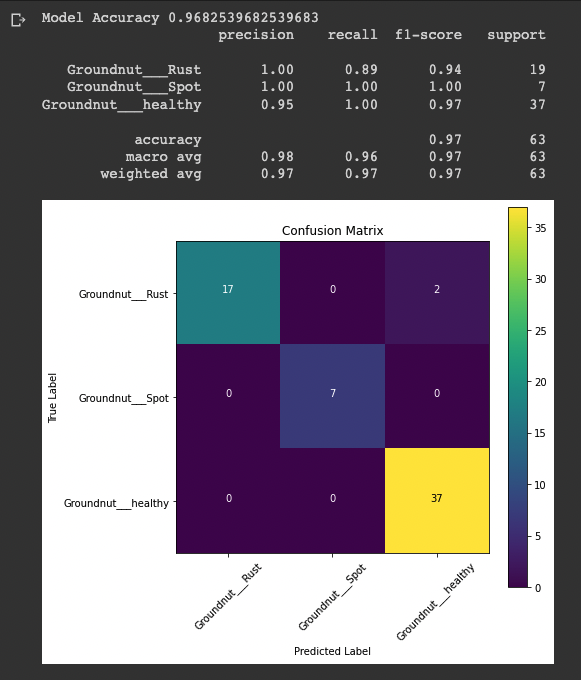 Model Accuracy 0.9682539682539683
precision recall f1-score support
Groundnut___Rust 1.00 0.89 0.94 19
Groundnut___Spot 1.00 1.00 1.00 7
Groundnut___healthy 0.95 1.00 0.97 37
accuracy 0.97 63
macro avg 0.98 0.96 0.97 63
weighted avg 0.97 0.97 0.97 63
Confusion Matrix
Groundnut___Rust 17 0 2
Groundnut___Spot 0 7 0
Groundnut___healthy 0 0 37
True Label
Groundnut___Rust
Groundnut___Spot
Groundnut___healthy
Predicted Label
35
30
25
20
15
10
5
0